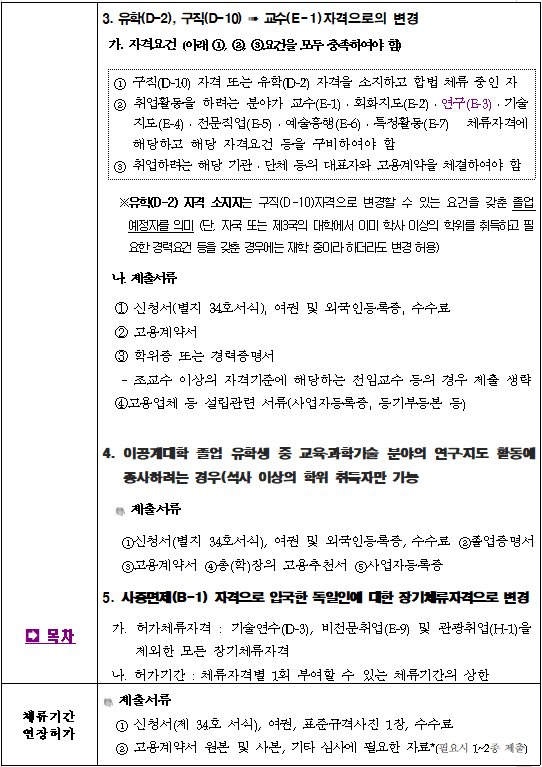 3. 유학(D-2), 구직(D-10) ➠ 교수(E-1)자격으로의 변경
가. 자격요건 (아래 ①, ②, ③요건을 모두 충족하여야 함)
① 구직(D-10) 자격 또는 유학(D-2) 자격을 소지하고 합법 체류 중인 자
② 취업활동을 하려는 분야가 교수(E-1)·회화지도(E-2)·연구(E-3)·기술
지도(E-4)·전문직업(E-5)·예술흥행(E-6)·특정활동(E-7) 체류자격에
해당하고 해당 자격요건 등을 구비하여야 함
③ 취업하려는 해당 기관·단체 등의 대표자와 고용계약을 체결하여야 함
※유학(D-2) 자격 소지자는 구직(D-10)자격으로 변경할 수 있는 요건을 갖춘 졸업
예정자를 의미 (단, 자국 또는 제3국의 대학에서 이미 학사 이상의 학위를 취득하고 필
요한 경력요건 등을 갖춘 경우에는 재학 중이라 하더라도 변경 허용)
나. 제출서류
① 신청서(별지 34호서식), 여권 및 외국인등록증, 수수료
② 고용계약서
③ 학위증 또는 경력증명서
- 조교수 이상의 자격기준에 해당하는 전임교수 등의 경우 제출 생략
④고용업체 등 설립관련 서류(사업자등록증, 등기부등본 등)
4. 이공계대학 졸업 유학생 중 교육·과학기술 분야의 연구·지도 활동에
종사하려는 경우(석사 이상의 학위 취득자만 가능
제출서류
①신청서(별지 34호서식), 여권 및 외국인등록증, 수수료 ②졸업증명서
③고용계약서 ④총(학)장의 고용추천서 ⑤사업자등록증
5. 사증면제(B-1) 자격으로 입국한 독일인에 대한 장기체류자격으로 변경
➡ 목차
가. 허가체류자격 : 기술연수(D-3), 비전문취업(E-9) 및 관광취업(H-1)을
제외한 모든 장기체류자격
나. 허가기간 : 체류자격별 1회 부여할 수 있는 체류기간의 상한
체류기간
연장허가
제출서류
① 신청서(제 34호 서식), 여권, 표준규격사진 1장, 수수료
② 고용계약서 원본 및 사본, 기타 심사에 필요한 자료*(필요시 1~2종 제출)